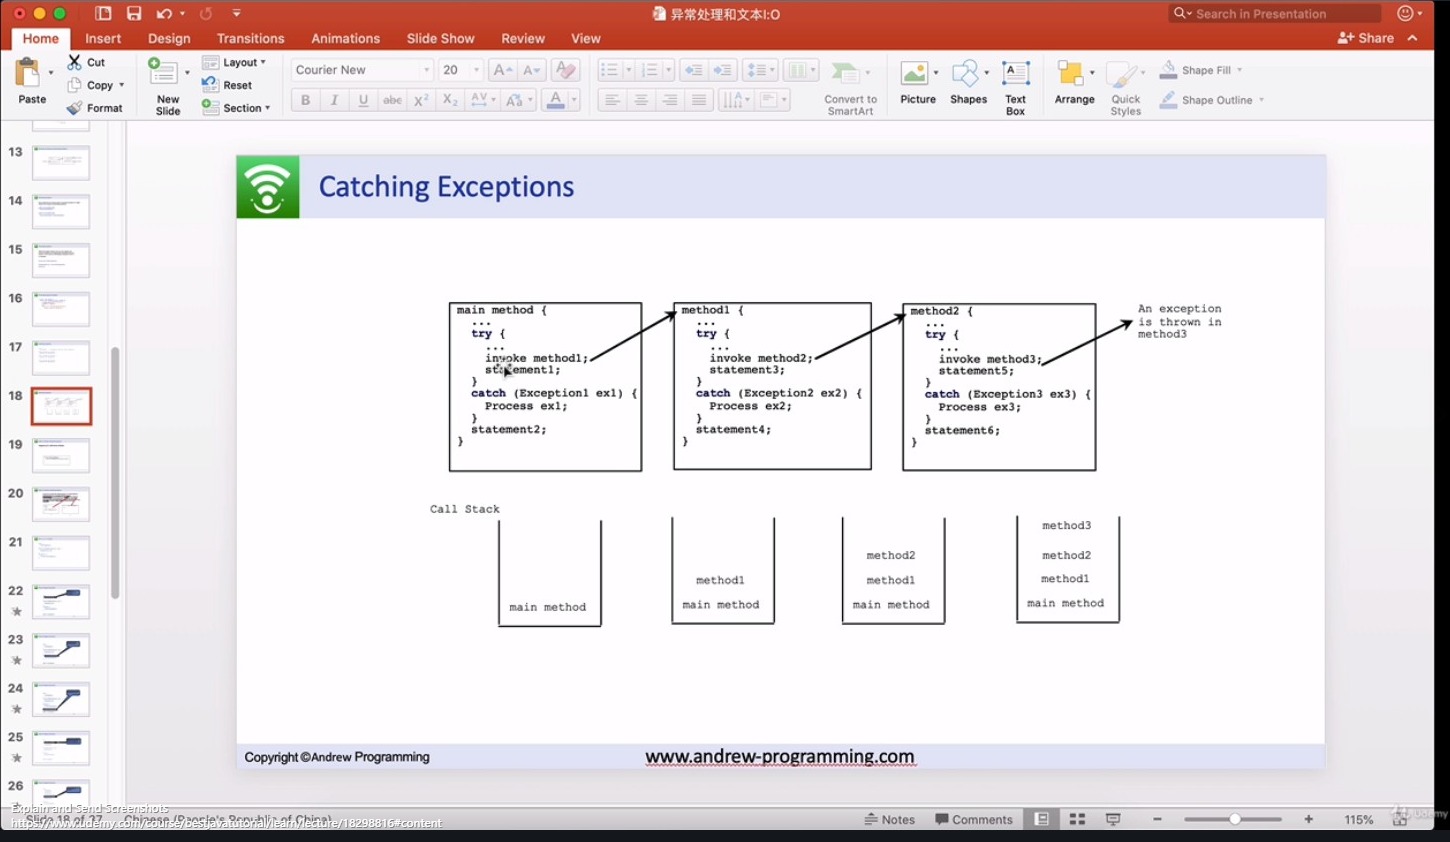 异常处理和文本I:O
Search in Presentation
Home Insert Design Transitions Animations Slide Show Review View
Share
Paste
Cut
Copy
Format
New Slide
Layout
Reset
Section
Courier New 20
B I U abc X² X₂ AV Aa A
Convert to SmartArt
Picture
Shapes
Text Box
Arrange
Quick Styles
Shape Fill
Shape Outline
13
14
15
16
17
18
19
20
21
22
23
24
25
26
Catching Exceptions
main method {
...
try {
...
invoke method1;
statement1;
}
catch (Exception1 ex1) {
Process ex1;
}
statement2;
}
method1 {
...
try {
...
invoke method2;
statement3;
}
catch (Exception2 ex2) {
Process ex2;
}
statement4;
}
method2 {
...
try {
...
invoke method3;
statement5;
}
catch (Exception3 ex3) {
Process ex3;
}
statement6;
}
An exception
is thrown in
method3
Call Stack
main method
method1
main method
method2
method1
main method
method3
method2
method1
main method
Copyright ©Andrew Programming
www.andrew-programming.com
Explain and Send Screenshots
https://www.udemy.com/course/bestjavatutorial/learn/lecture/18298816#content
Slide 18 of 37 Chinese (People's Republic of China)
Notes Comments
115%
Udemy